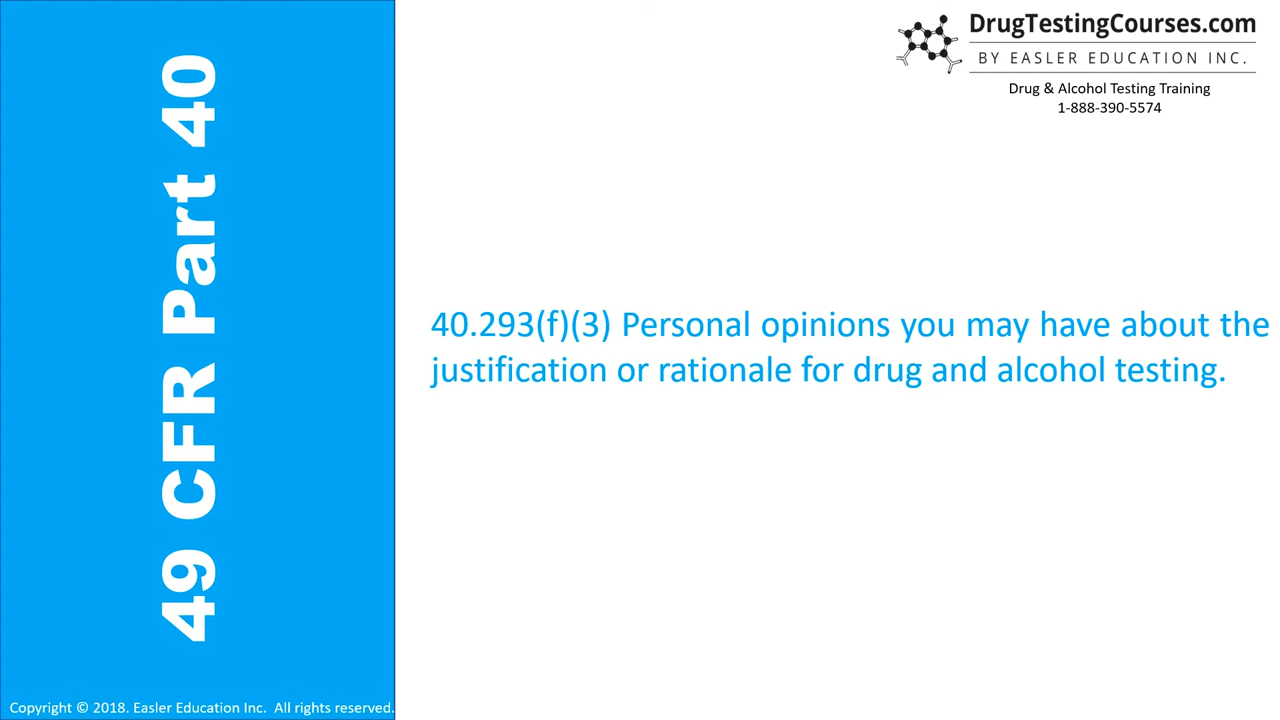 49 CFR Part 40
DrugTestingCourses.com
BY EASLER EDUCATION INC.
Drug & Alcohol Testing Training
1-888-390-5574
40.293(f)(3) Personal opinions you may have about the
justification or rationale for drug and alcohol testing.
Copyright © 2018. Easler Education Inc.  All rights reserved.